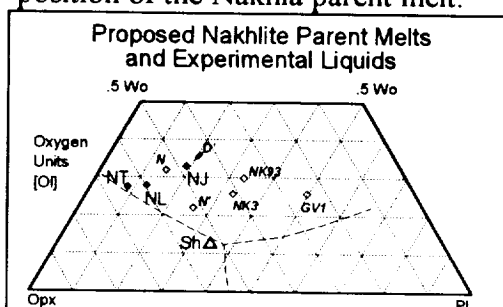 position of the Nakhla parent melt.
Proposed Nakhlite Parent Melts
and Experimental Liquids
.5 Wo .5 Wo
Oxygen
Units
[Ol]
N D
NT NL NJ NK93
N' NK3 GV1
Sh
Opx Pl